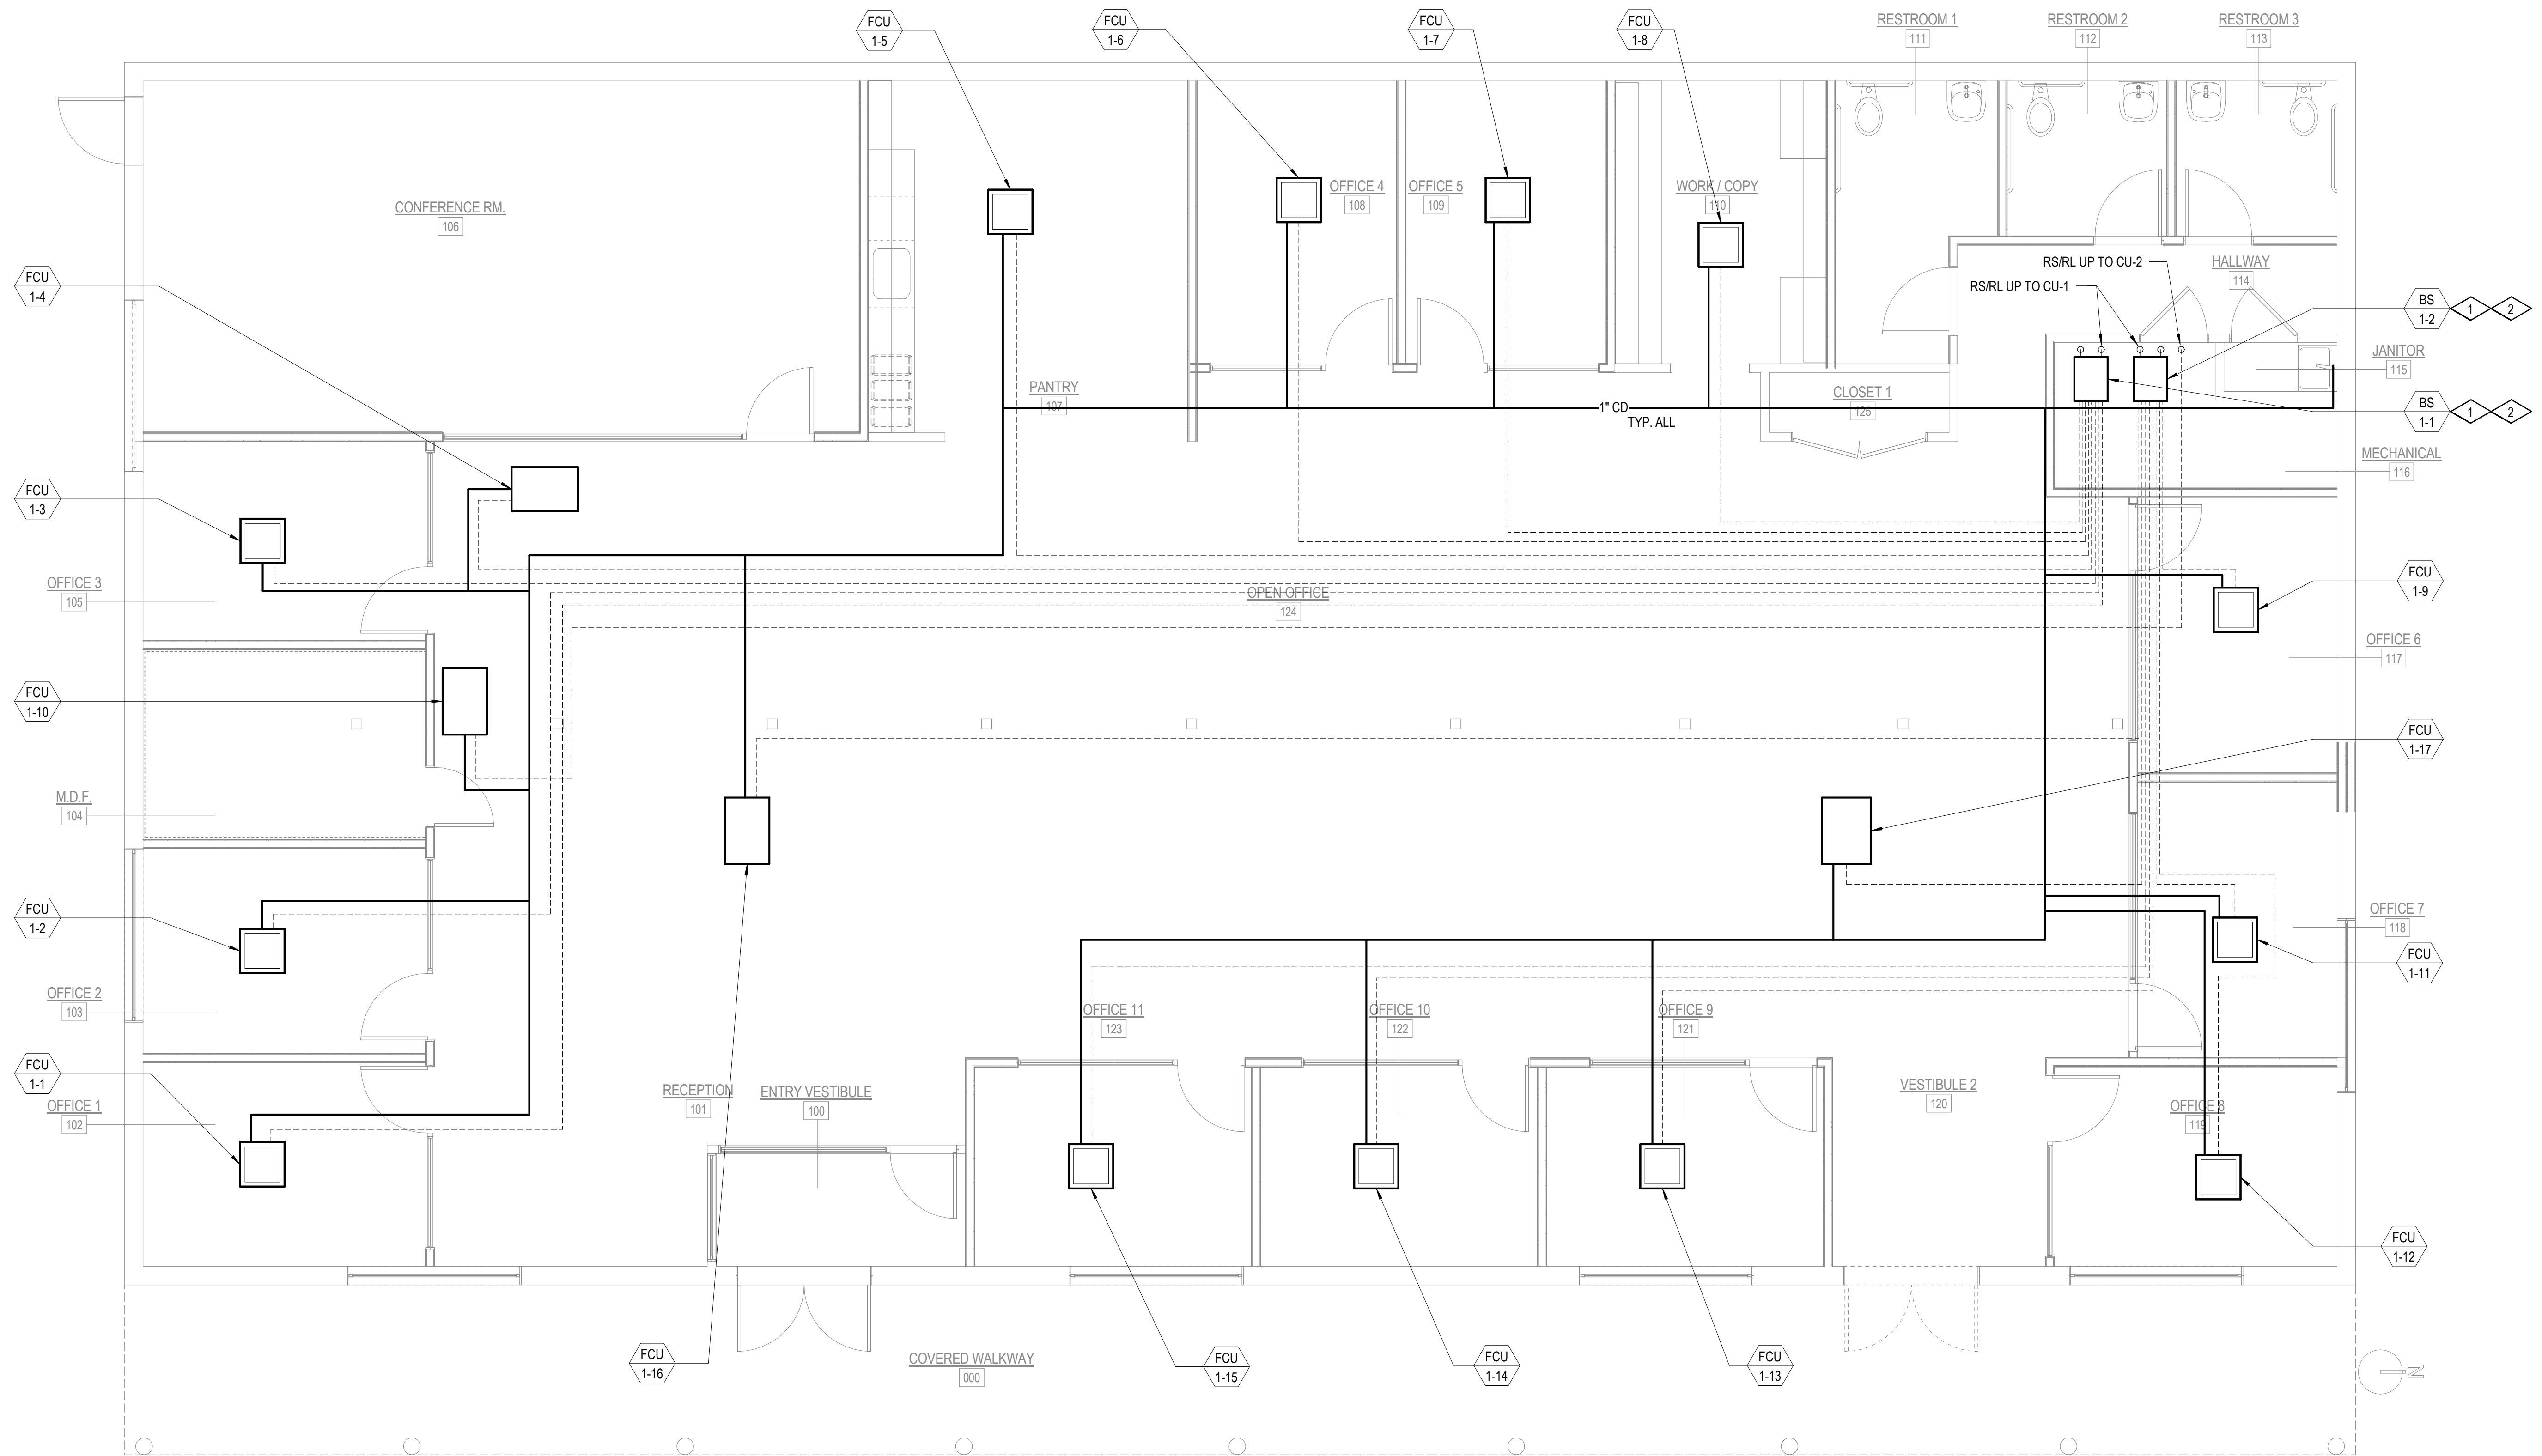 FCU
1-5
FCU
1-6
FCU
1-7
FCU
1-8
RESTROOM 1
111
RESTROOM 2
112
RESTROOM 3
113
CONFERENCE RM.
106
OFFICE 4
108
OFFICE 5
109
WORK / COPY
110
FCU
1-4
RS/RL UP TO CU-2
HALLWAY
114
RS/RL UP TO CU-1
BS
1-2
1
2
JANITOR
115
PANTRY
107
1" CD
TYP. ALL
CLOSET 1
125
BS
1-1
1
2
MECHANICAL
116
FCU
1-3
OFFICE 3
105
OPEN OFFICE
124
FCU
1-9
OFFICE 6
117
FCU
1-10
FCU
1-17
M.D.F.
104
FCU
1-2
OFFICE 7
118
FCU
1-11
OFFICE 2
103
OFFICE 11
123
OFFICE 10
122
OFFICE 9
121
FCU
1-1
OFFICE 1
102
RECEPTION
101
ENTRY VESTIBULE
100
VESTIBULE 2
120
OFFICE 8
119
FCU
1-12
FCU
1-16
COVERED WALKWAY
000
FCU
1-15
FCU
1-14
FCU
1-13
N